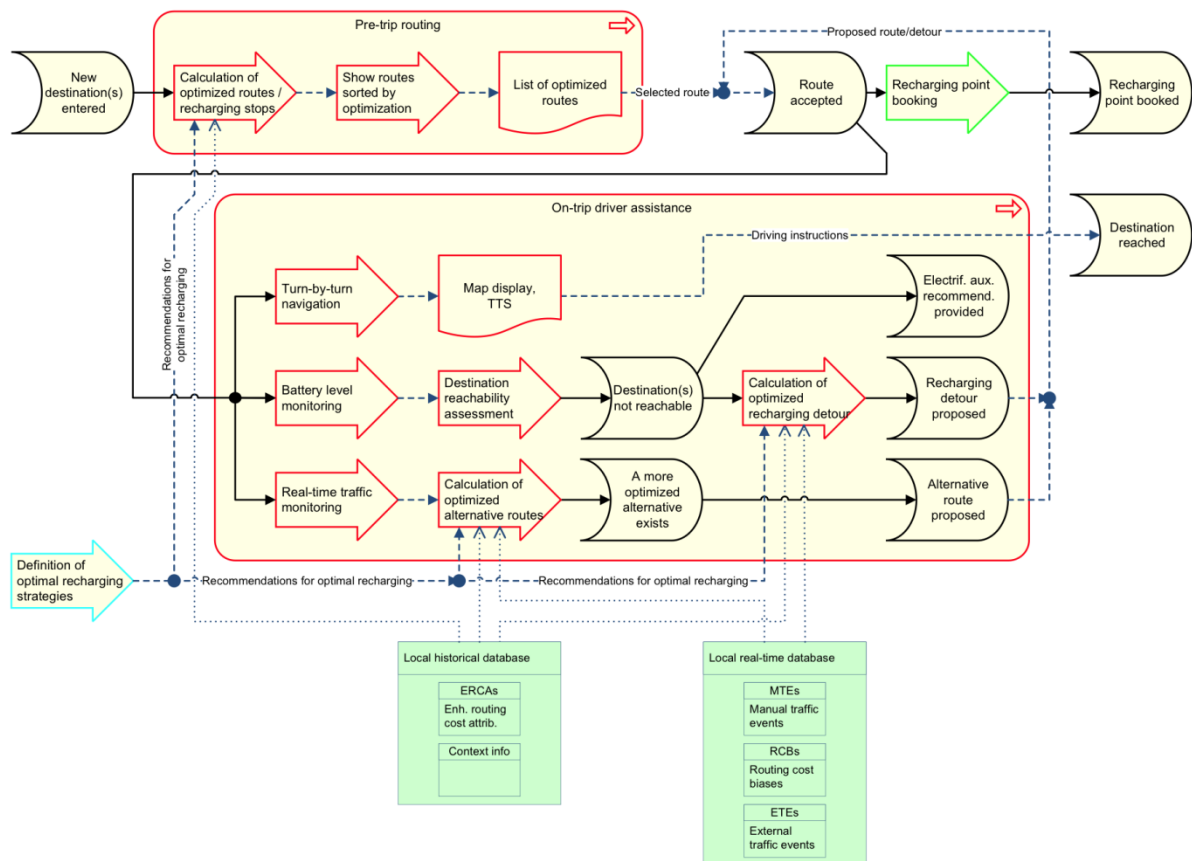 Pre-trip routing
Proposed route/detour
New
destination(s)
entered
Calculation of
optimized routes /
recharging stops
Show routes
sorted by
optimization
List of optimized
routes
Selected route
Route
accepted
Recharging point
booking
Recharging
point booked
On-trip driver assistance
Driving instructions
Destination
reached
Recommendations for
optimal recharging
Turn-by-turn
navigation
Map display,
TTS
Electrif. aux.
recommend.
provided
Battery level
monitoring
Destination
reachability
assessment
Destination(s)
not reachable
Calculation of
optimized
recharging detour
Recharging
detour
proposed
Real-time traffic
monitoring
Calculation of
optimized
alternative routes
A more
optimized
alternative
exists
Alternative
route
proposed
Definition of
optimal recharging
strategies
Recommendations for optimal recharging
Recommendations for optimal recharging
Local historical database
ERCAs
Enh. routing
cost attrib.
Context info
Local real-time database
MTEs
Manual traffic
events
RCBs
Routing cost
biases
ETEs
External
traffic events